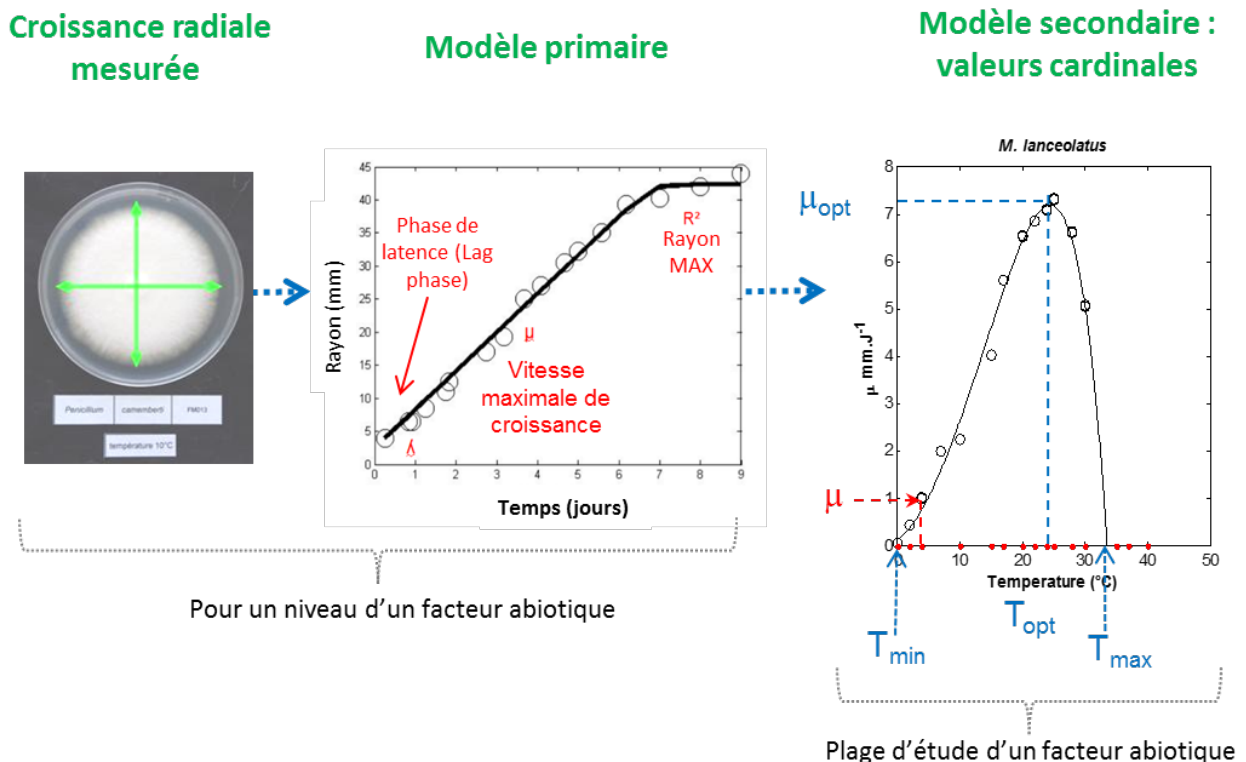 Croissance radiale
mesurée
Modèle primaire
Modèle secondaire :
valeurs cardinales
Penicillium
camemberti
FM013
température 10°C
45
40
35
30
25
20
15
10
5
0
Rayon (mm)
Phase de
latence (Lag
phase)
R²
Rayon
MAX
μ
Vitesse
maximale de
croissance
λ
0 1 2 3 4 5 6 7 8 9
Temps (jours)
M. lanceolatus
8
7
6
5
4
3
2
1
0
μ mm.J⁻¹
μopt
μ
0 10 20 30 40 50
Temperature (°C)
Tmin
Topt
Tmax
Pour un niveau d’un facteur abiotique
Plage d’étude d’un facteur abiotique